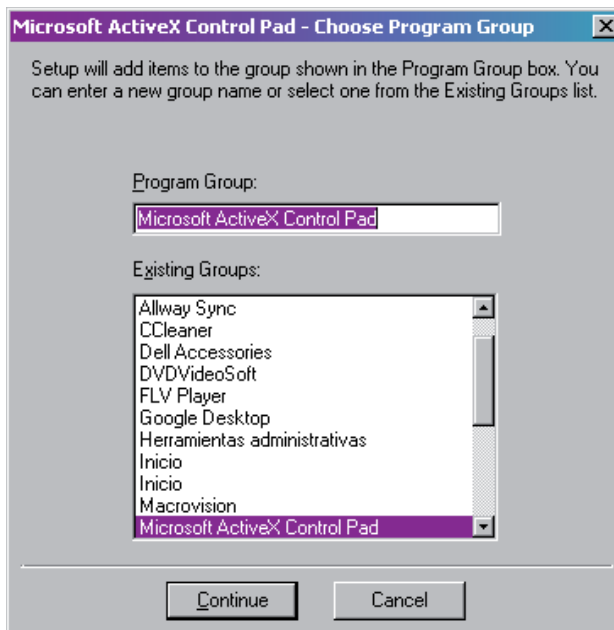 Microsoft ActiveX Control Pad - Choose Program Group
Setup will add items to the group shown in the Program Group box. You
can enter a new group name or select one from the Existing Groups list.
Program Group:
Microsoft ActiveX Control Pad
Existing Groups:
Allway Sync
CCleaner
Dell Accessories
DVDVideoSoft
FLV Player
Google Desktop
Herramientas administrativas
Inicio
Inicio
Macrovision
Microsoft ActiveX Control Pad
Continue
Cancel